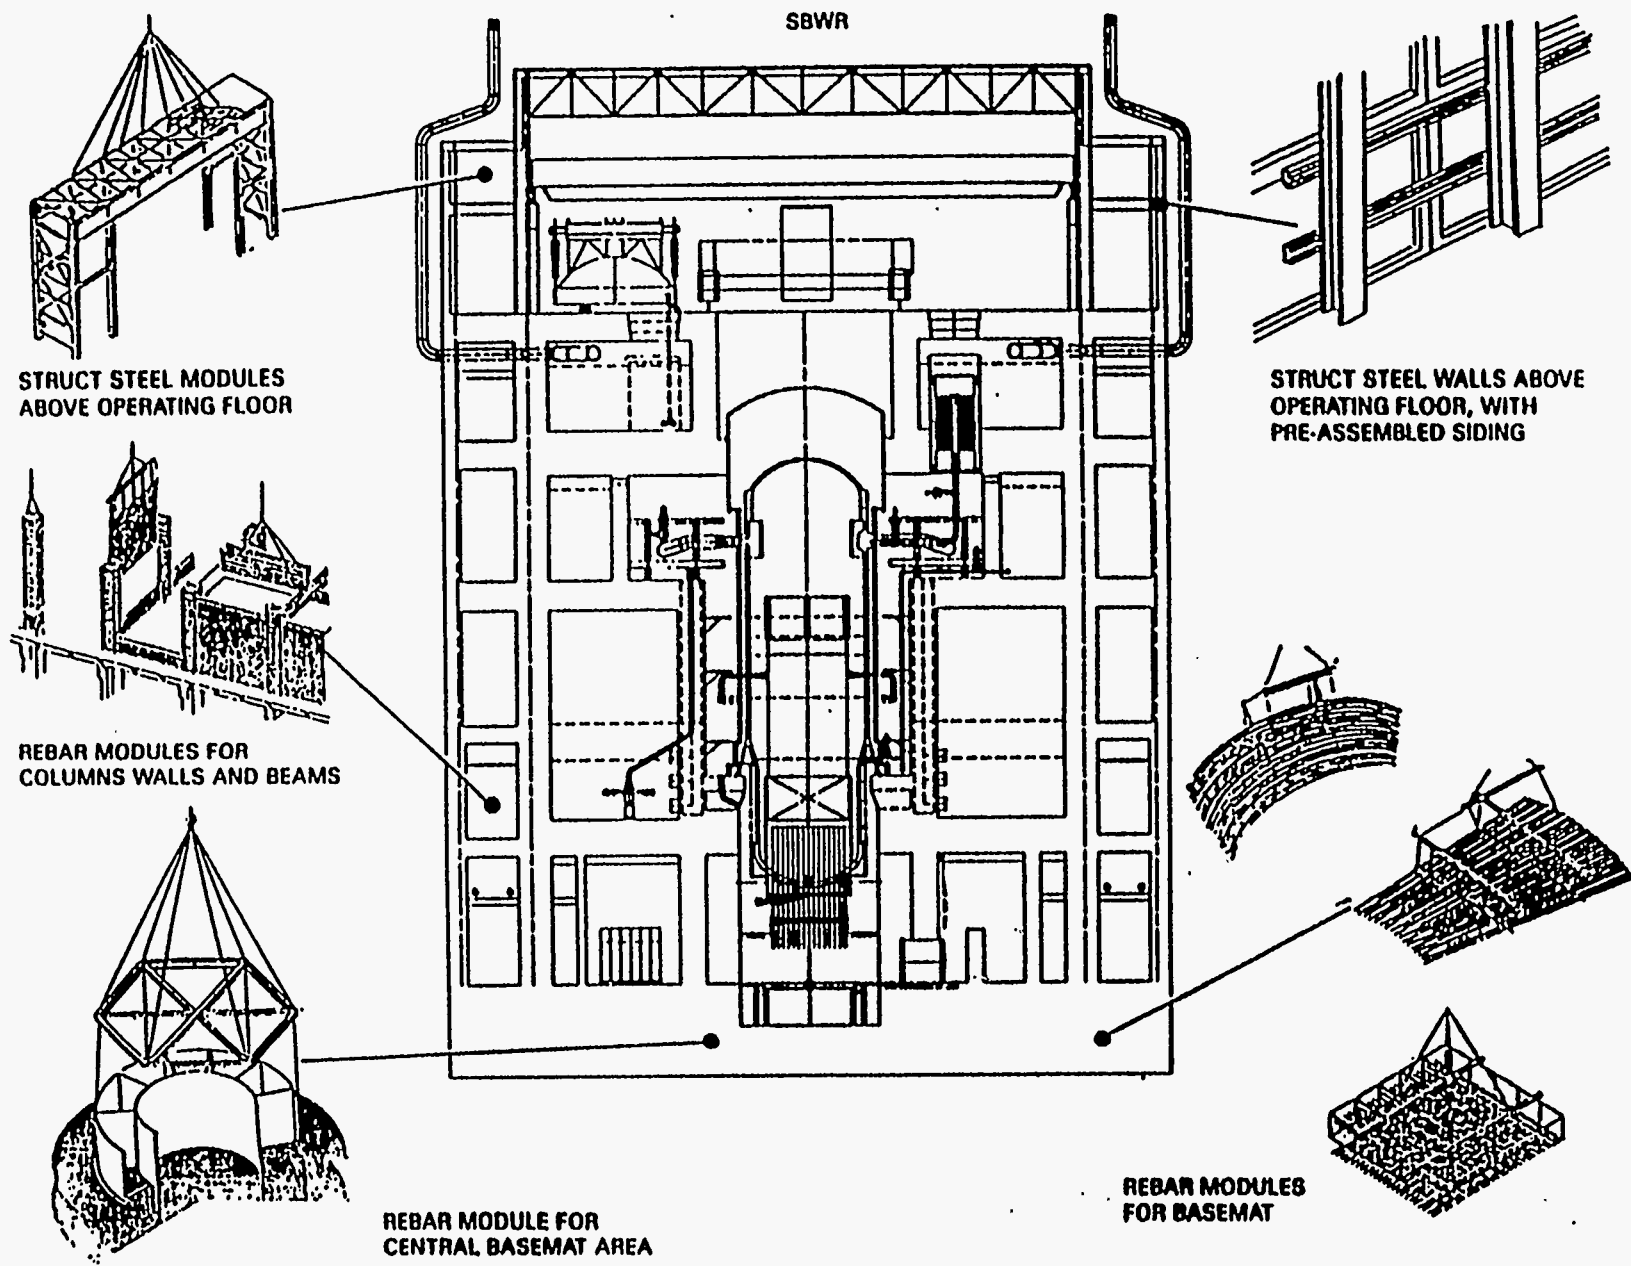 SBWR
STRUCT STEEL MODULES
ABOVE OPERATING FLOOR
STRUCT STEEL WALLS ABOVE
OPERATING FLOOR, WITH
PRE-ASSEMBLED SIDING
REBAR MODULES FOR
COLUMNS WALLS AND BEAMS
REBAR MODULE FOR
CENTRAL BASEMAT AREA
REBAR MODULES
FOR BASEMAT